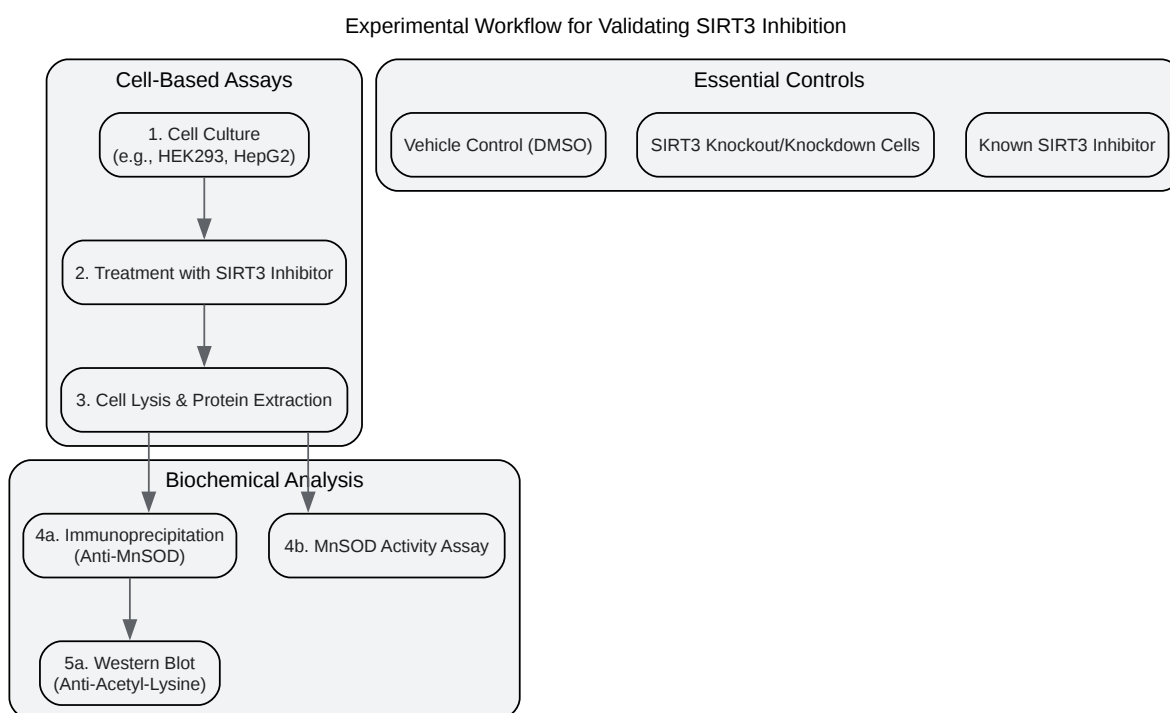 Experimental Workflow for Validating SIRT3 Inhibition
Cell-Based Assays
1. Cell Culture
(e.g., HEK293, HepG2)
2. Treatment with SIRT3 Inhibitor
3. Cell Lysis & Protein Extraction
Essential Controls
Vehicle Control (DMSO)
SIRT3 Knockout/Knockdown Cells
Known SIRT3 Inhibitor
Biochemical Analysis
4a. Immunoprecipitation
(Anti-MnSOD)
4b. MnSOD Activity Assay
5a. Western Blot
(Anti-Acetyl-Lysine)